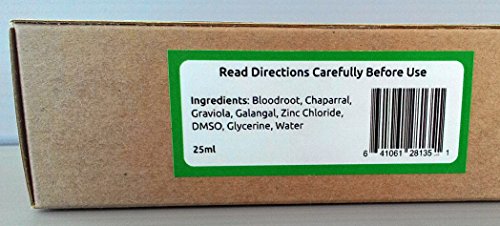 Read Directions Carefully Before Use
Ingredients: Bloodroot, Chaparral,
Graviola, Galangal, Zinc Chloride,
DMSO, Glycerine, Water
25ml
6 41061 28135 1